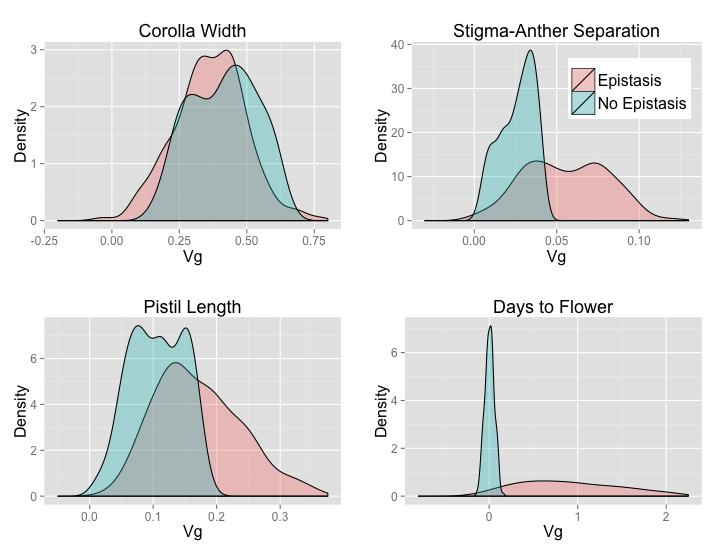 Corolla Width
Density
3
2
1
0
-0.25 0.00 0.25 0.50 0.75
Vg
Stigma-Anther Separation
Density
40
30
20
10
0
Epistasis
No Epistasis
0.00 0.05 0.10
Vg
Pistil Length
Density
6
4
2
0
0.0 0.1 0.2 0.3
Vg
Days to Flower
Density
6
4
2
0
0 1 2
Vg